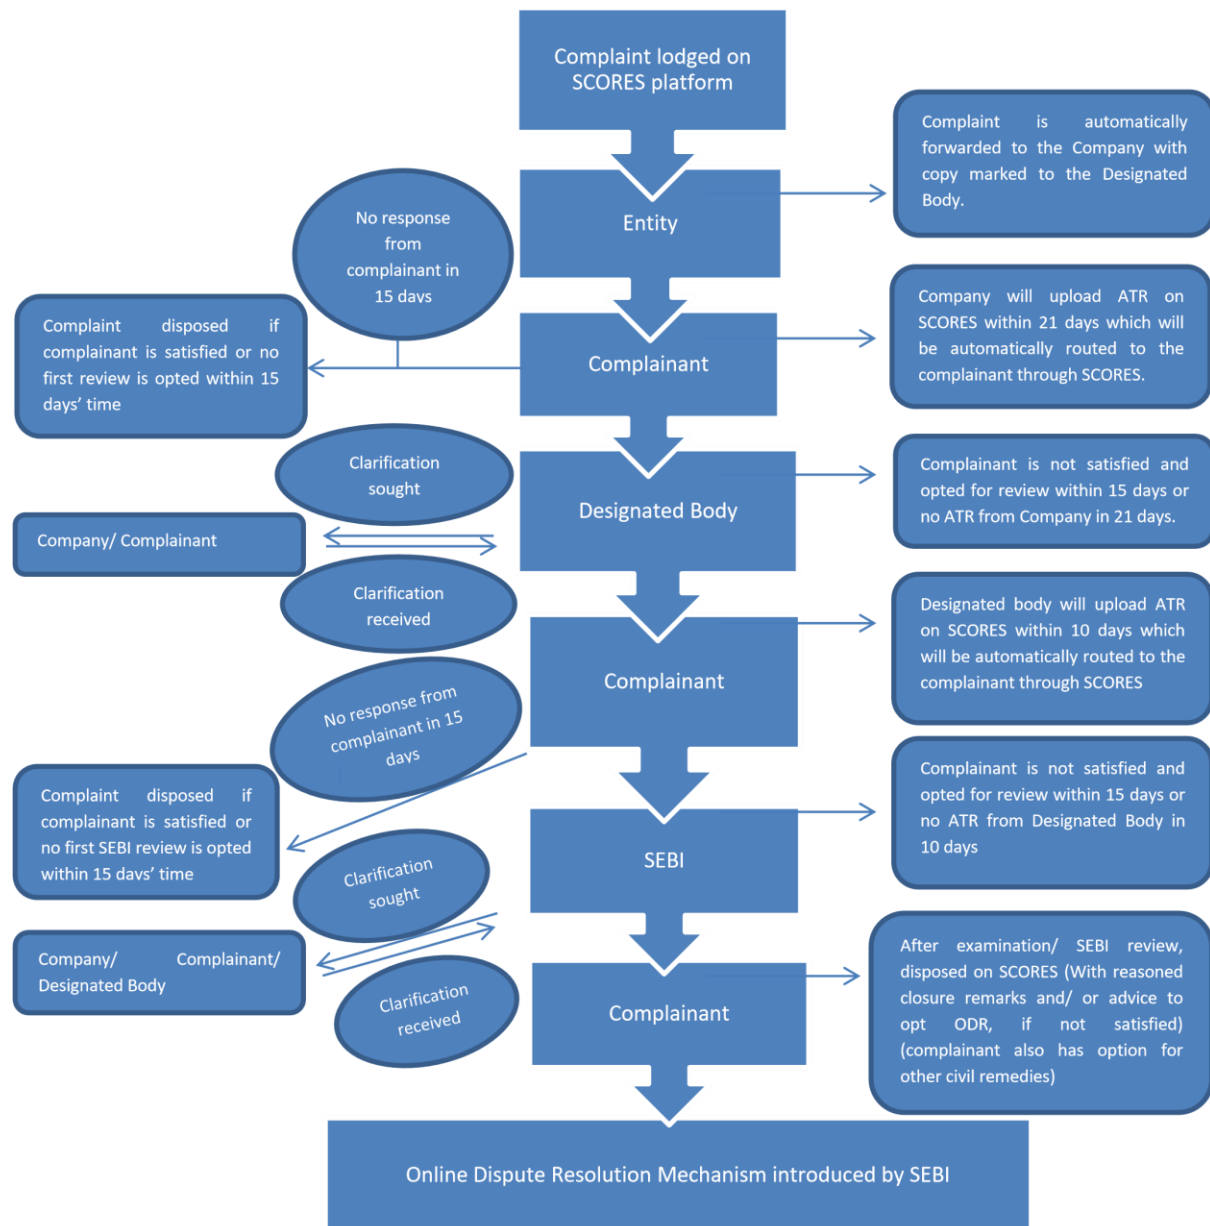 Complaint lodged on
SCORES platform
Complaint is automatically
forwarded to the Company with
copy marked to the Designated
Body.
Entity
No response
from
complainant in
15 days
Company will upload ATR on
SCORES within 21 days which will
be automatically routed to the
complainant through SCORES.
Complaint disposed if
complainant is satisfied or no
first review is opted within 15
days' time
Complainant
Clarification
sought
Complainant is not satisfied and
opted for review within 15 days or
no ATR from Company in 21 days.
Designated Body
Company/ Complainant
Clarification
received
Designated body will upload ATR
on SCORES within 10 days which
will be automatically routed to the
complainant through SCORES
Complainant
No response from
complainant in 15
days
Complainant is not satisfied and
opted for review within 15 days or
no ATR from Designated Body in
10 days
Complaint disposed if
complainant is satisfied or
no first SEBI review is opted
within 15 days' time
SEBI
Clarification
sought
Company/ Complainant/
Designated Body
Clarification
received
After examination/ SEBI review,
disposed on SCORES (With reasoned
closure remarks and/ or advice to
opt ODR, if not satisfied)
(complainant also has option for
other civil remedies)
Complainant
Online Dispute Resolution Mechanism introduced by SEBI